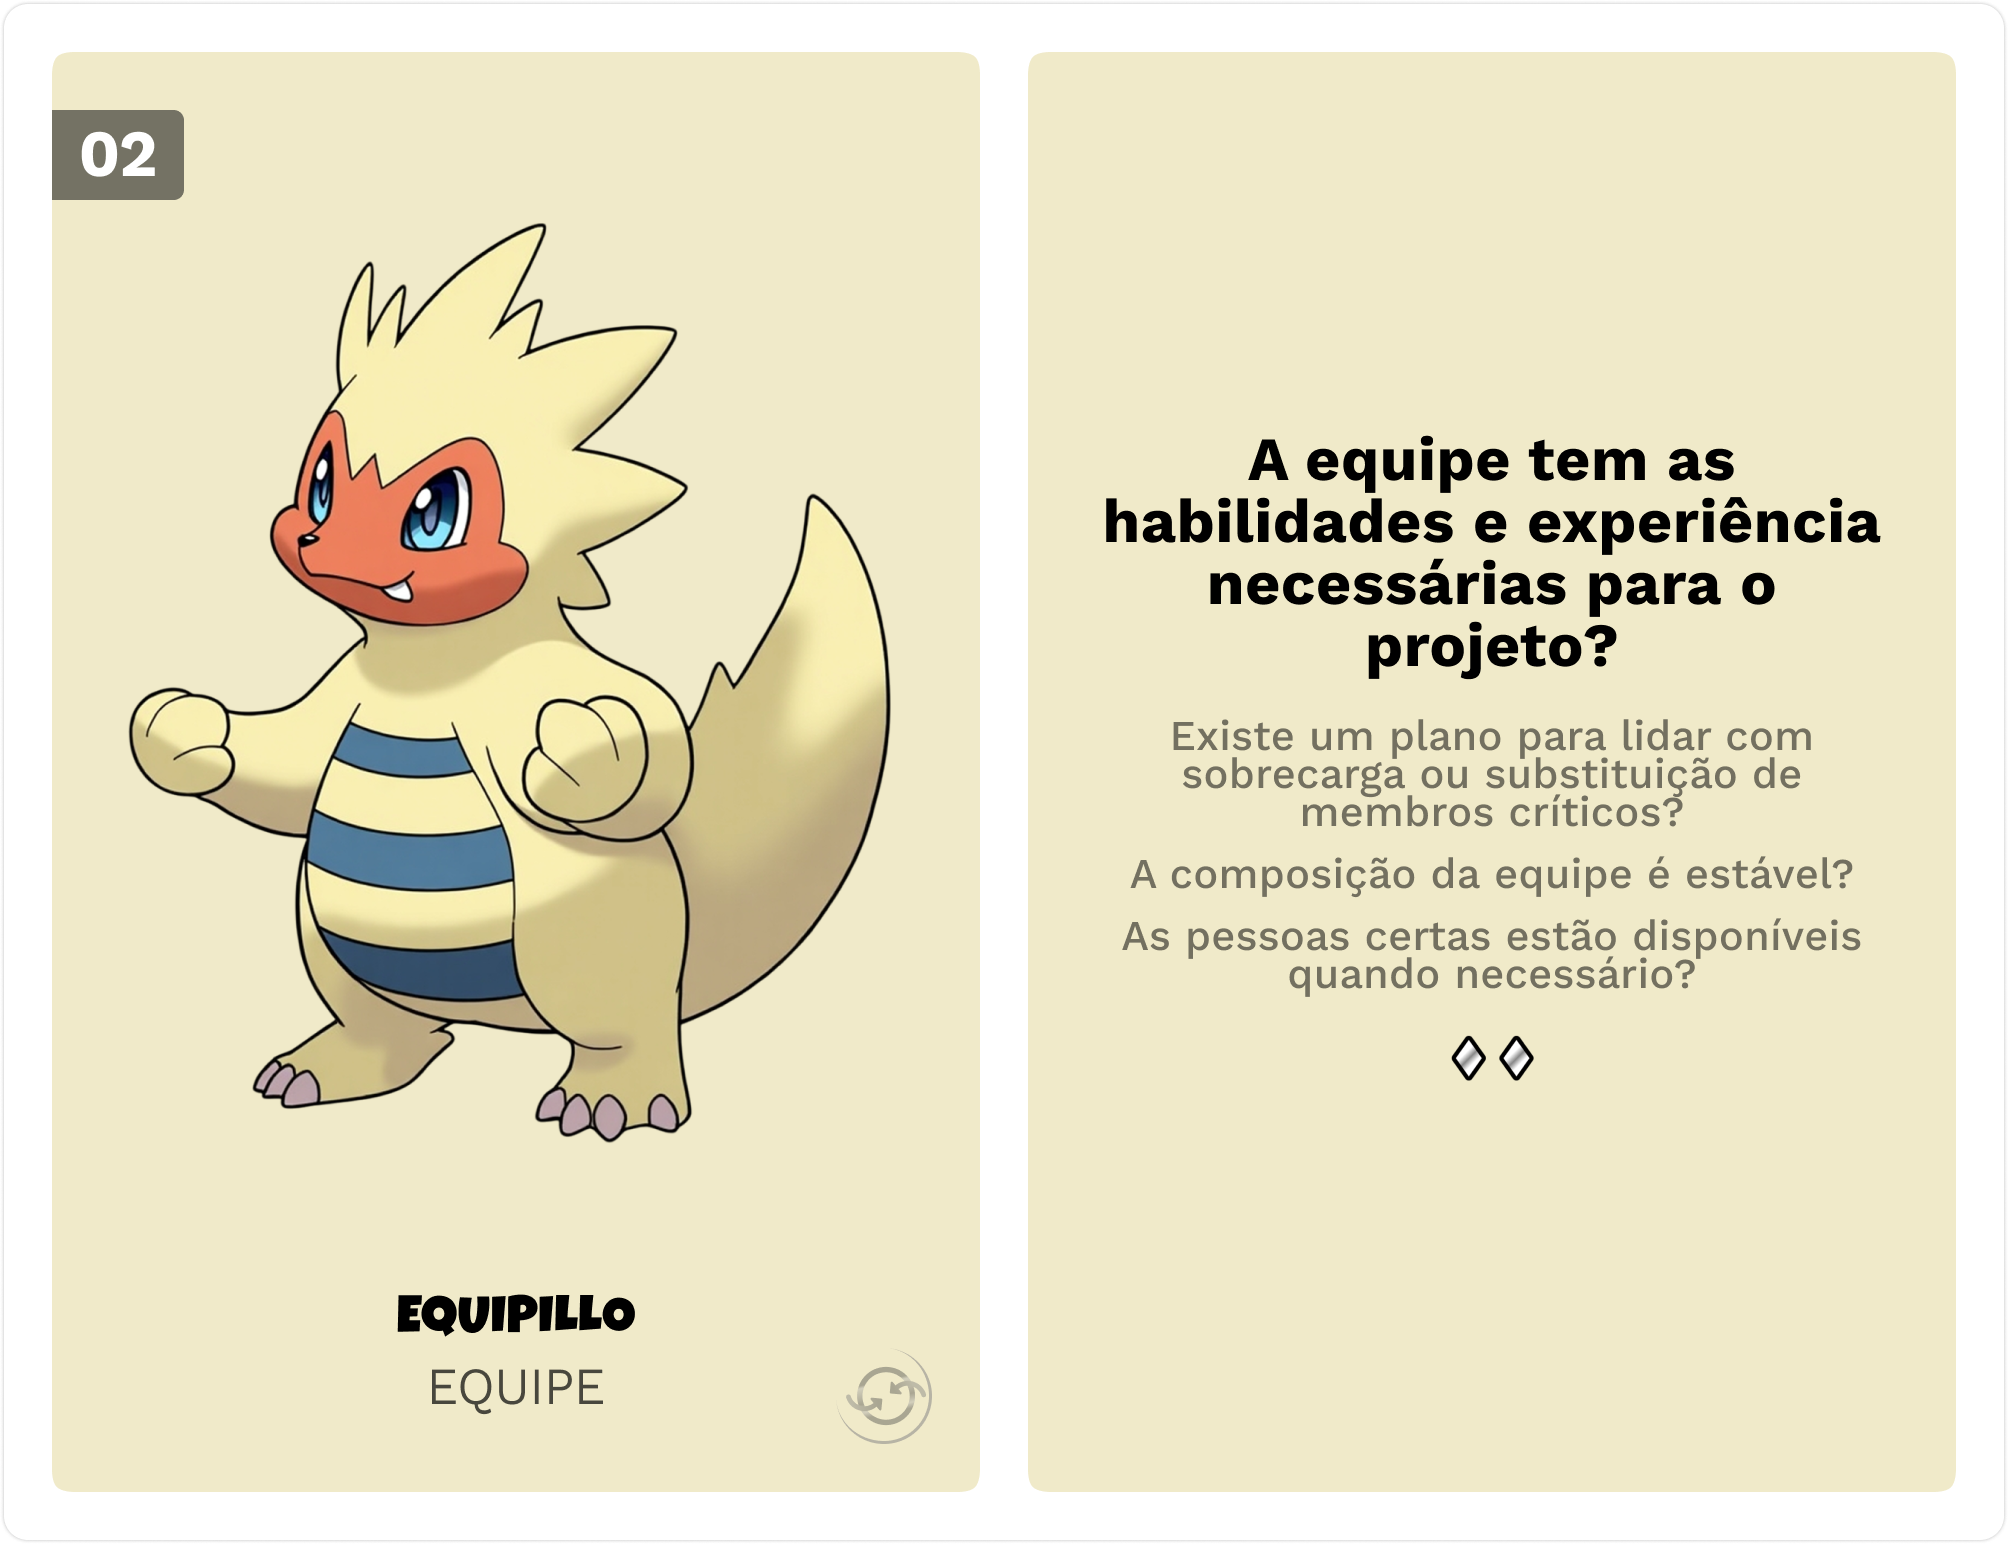 02
EQUIPILLO
EQUIPE
A equipe tem as
habilidades e experiência
necessárias para o
projeto?
Existe um plano para lidar com
sobrecarga ou substituição de
membros críticos?
A composição da equipe é estável?
As pessoas certas estão disponíveis
quando necessário?